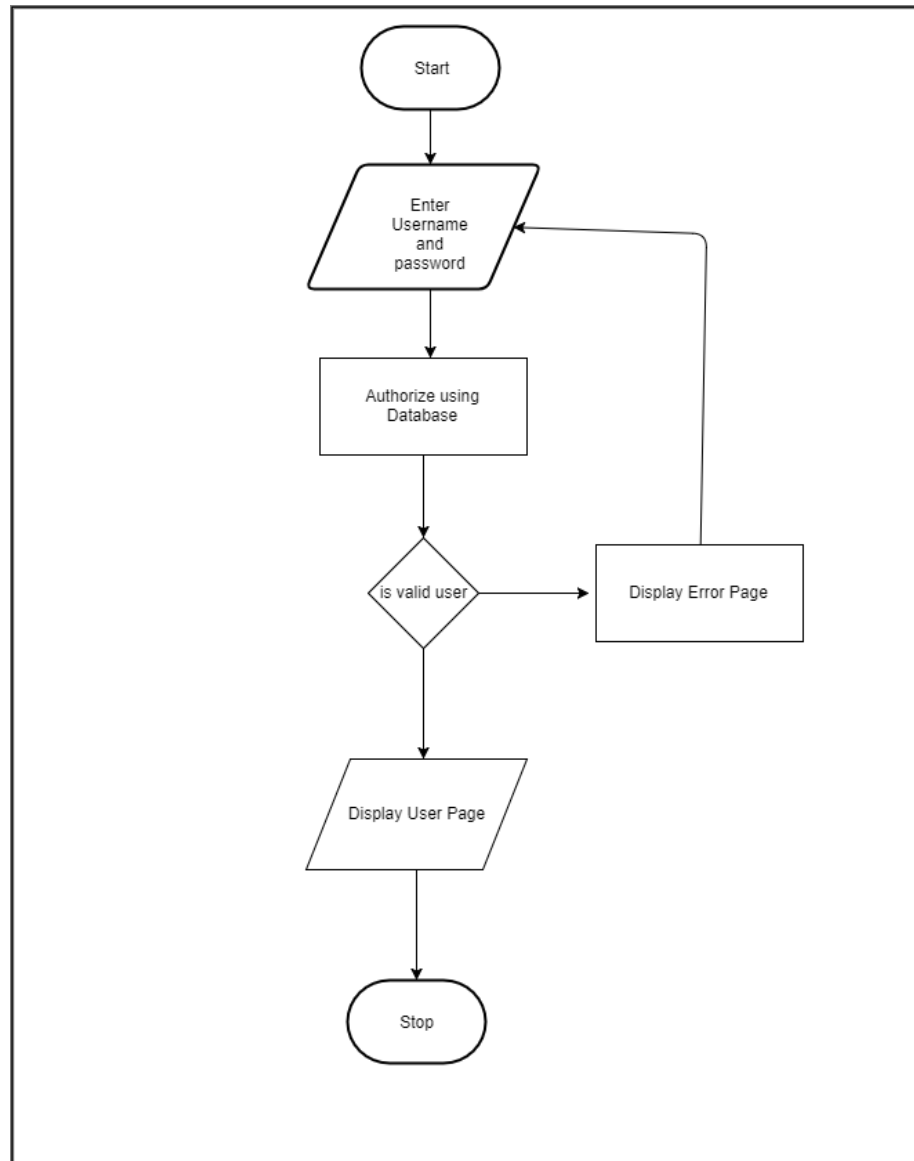 Start
Enter
Username
and
password
Authorize using
Database
is valid user
Display Error Page
Display User Page
Stop